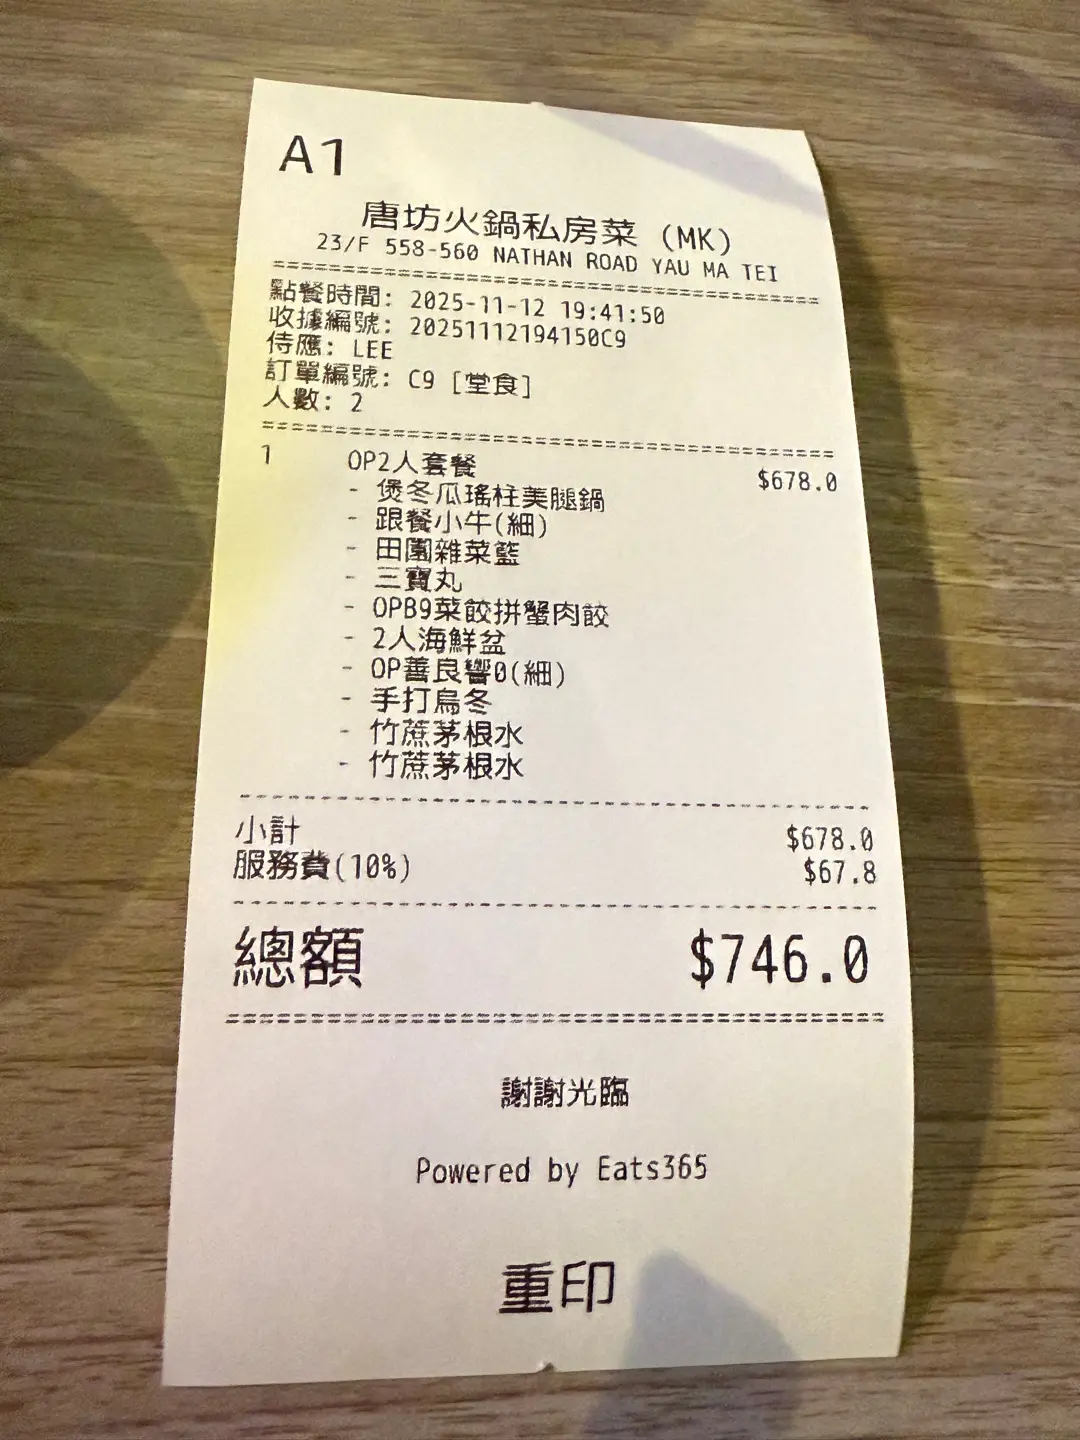 A1
唐坊火鍋私房菜 (MK)
23/F 558-560 NATHAN ROAD YAU MA TEI
點餐時間: 2025-11-12 19:41:50
收據編號: 20251112194150C9
侍應: LEE
訂單編號: C9 [堂食]
人數: 2
1 OP2人套餐 $678.0
- 煲冬瓜瑤柱美腿鍋
- 跟餐小牛(細)
- 田園雜菜籃
- 三寶丸
- OPB9菜餃拼蟹肉餃
- 2人海鮮盆
- OP善良響0(細)
- 手打烏冬
- 竹蔗茅根水
- 竹蔗茅根水
小計 $678.0
服務費(10%) $67.8
總額 $746.0
謝謝光臨
Powered by Eats365
重印